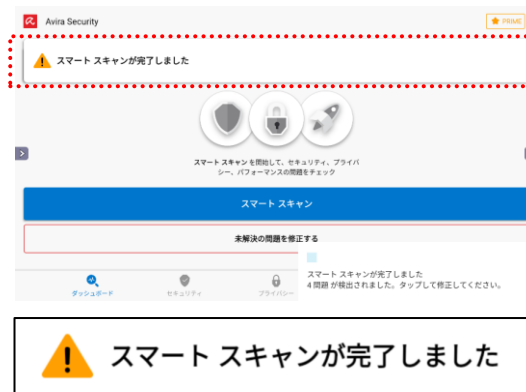 Avira Security
PRIME
スマート スキャンが完了しました
スマート スキャン を開始して、セキュリティ、プライバ
シー、パフォーマンスの問題をチェック
スマート スキャン
未解決の問題を修正する
スマート スキャンが完了しました
4 問題 が検出されました。タップして修正してください。
ダッシュボード
セキュリティ
プライバシー
スマート スキャンが完了しました